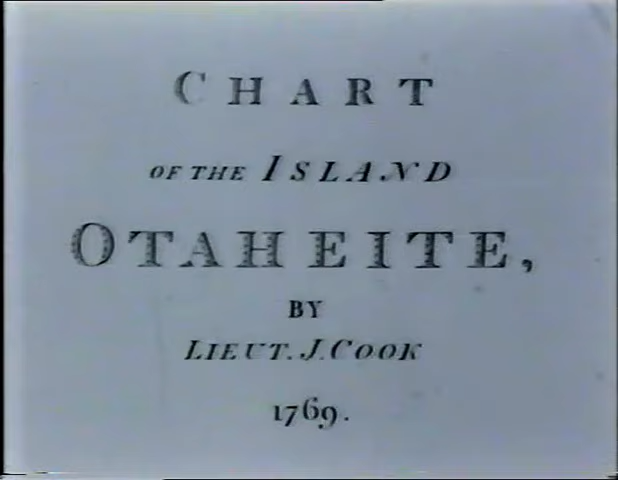 CHART
OF THE ISLAND
OTAHEITE,
BY
LIEUT. J. COOK
1769.